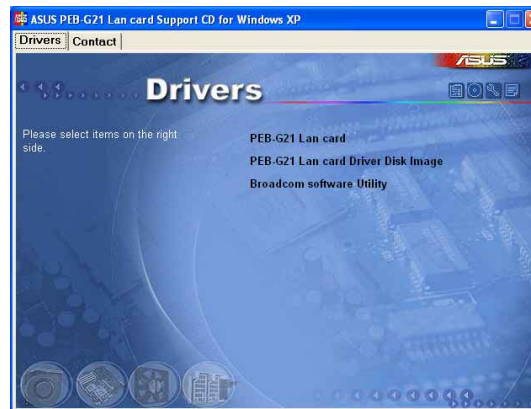 ASUS PEB-G21 Lan card Support CD for Windows XP
Drivers
Contact
ASUS
Drivers
Please select items on the right
side.
PEB-G21 Lan card
PEB-G21 Lan card Driver Disk Image
Broadcom software Utility